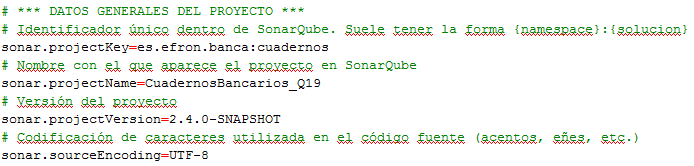 # *** DATOS GENERALES DEL PROYECTO ***
# Identificador único dentro de SonarQube. Suele tener la forma {namespace}:{solucion}
sonar.projectKey=es.efron.banca:cuadernos
# Nombre con el que aparece el proyecto en SonarQube
sonar.projectName=CuadernosBancarios_Q19
# Versión del proyecto
sonar.projectVersion=2.4.0-SNAPSHOT
# Codificación de caracteres utilizada en el código fuente (acentos, eñes, etc.)
sonar.sourceEncoding=UTF-8